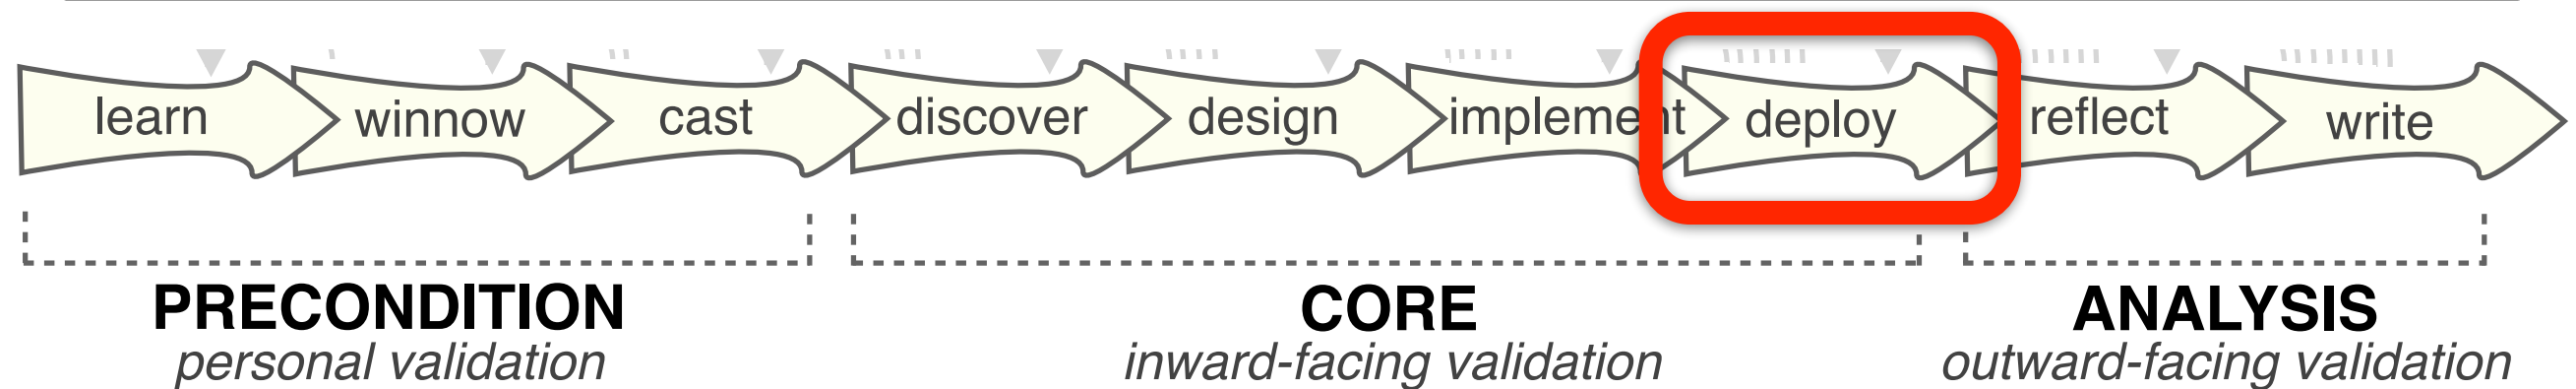 learn winnow cast discover design implement deploy reflect write
PRECONDITION CORE ANALYSIS
personal validation inward-facing validation outward-facing validation